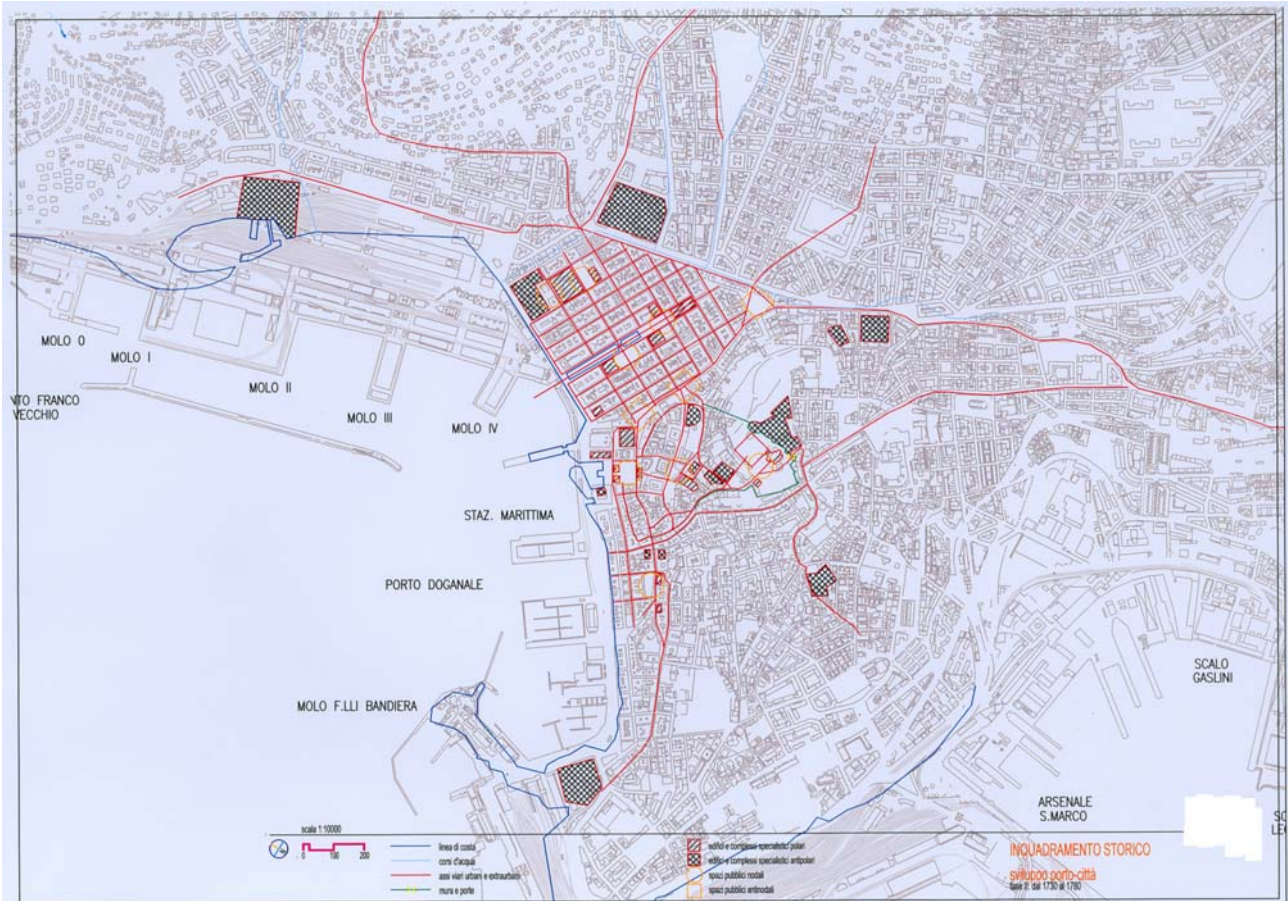 MOLO O
MOLO I
MOLO II
MOLO III
MOLO IV
NTO FRANCO
VECCHIO
STAZ. MARITTIMA
PORTO DOGANALE
MOLO F.LLI BANDIERA
SCALO
GASLINI
ARSENALE
S.MARCO
scala 1:10000
0 100 200
linea di costa
corsi d'acqua
assi viari urbani e extraurbani
mura e porte
edifici e complessi specialistici polari
edifici e complessi specialistici antipolari
spazi pubblici nodali
spazi pubblici antinodali
INQUADRAMENTO STORICO
sviluppo porto-città
fase II: dal 1730 al 1780